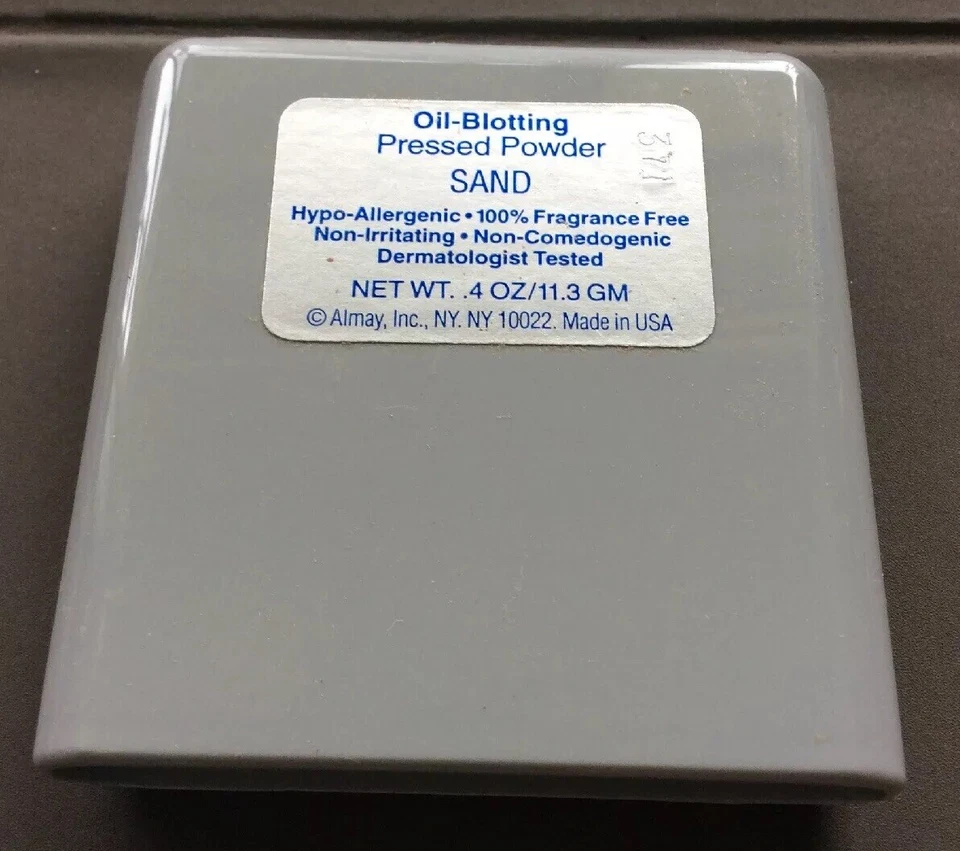 Oil-Blotting
Pressed Powder
SAND
Hypo-Allergenic • 100% Fragrance Free
Non-Irritating • Non-Comedogenic
Dermatologist Tested
NET WT. .4 OZ/11.3 GM
© Almay, Inc., NY. NY 10022. Made in USA